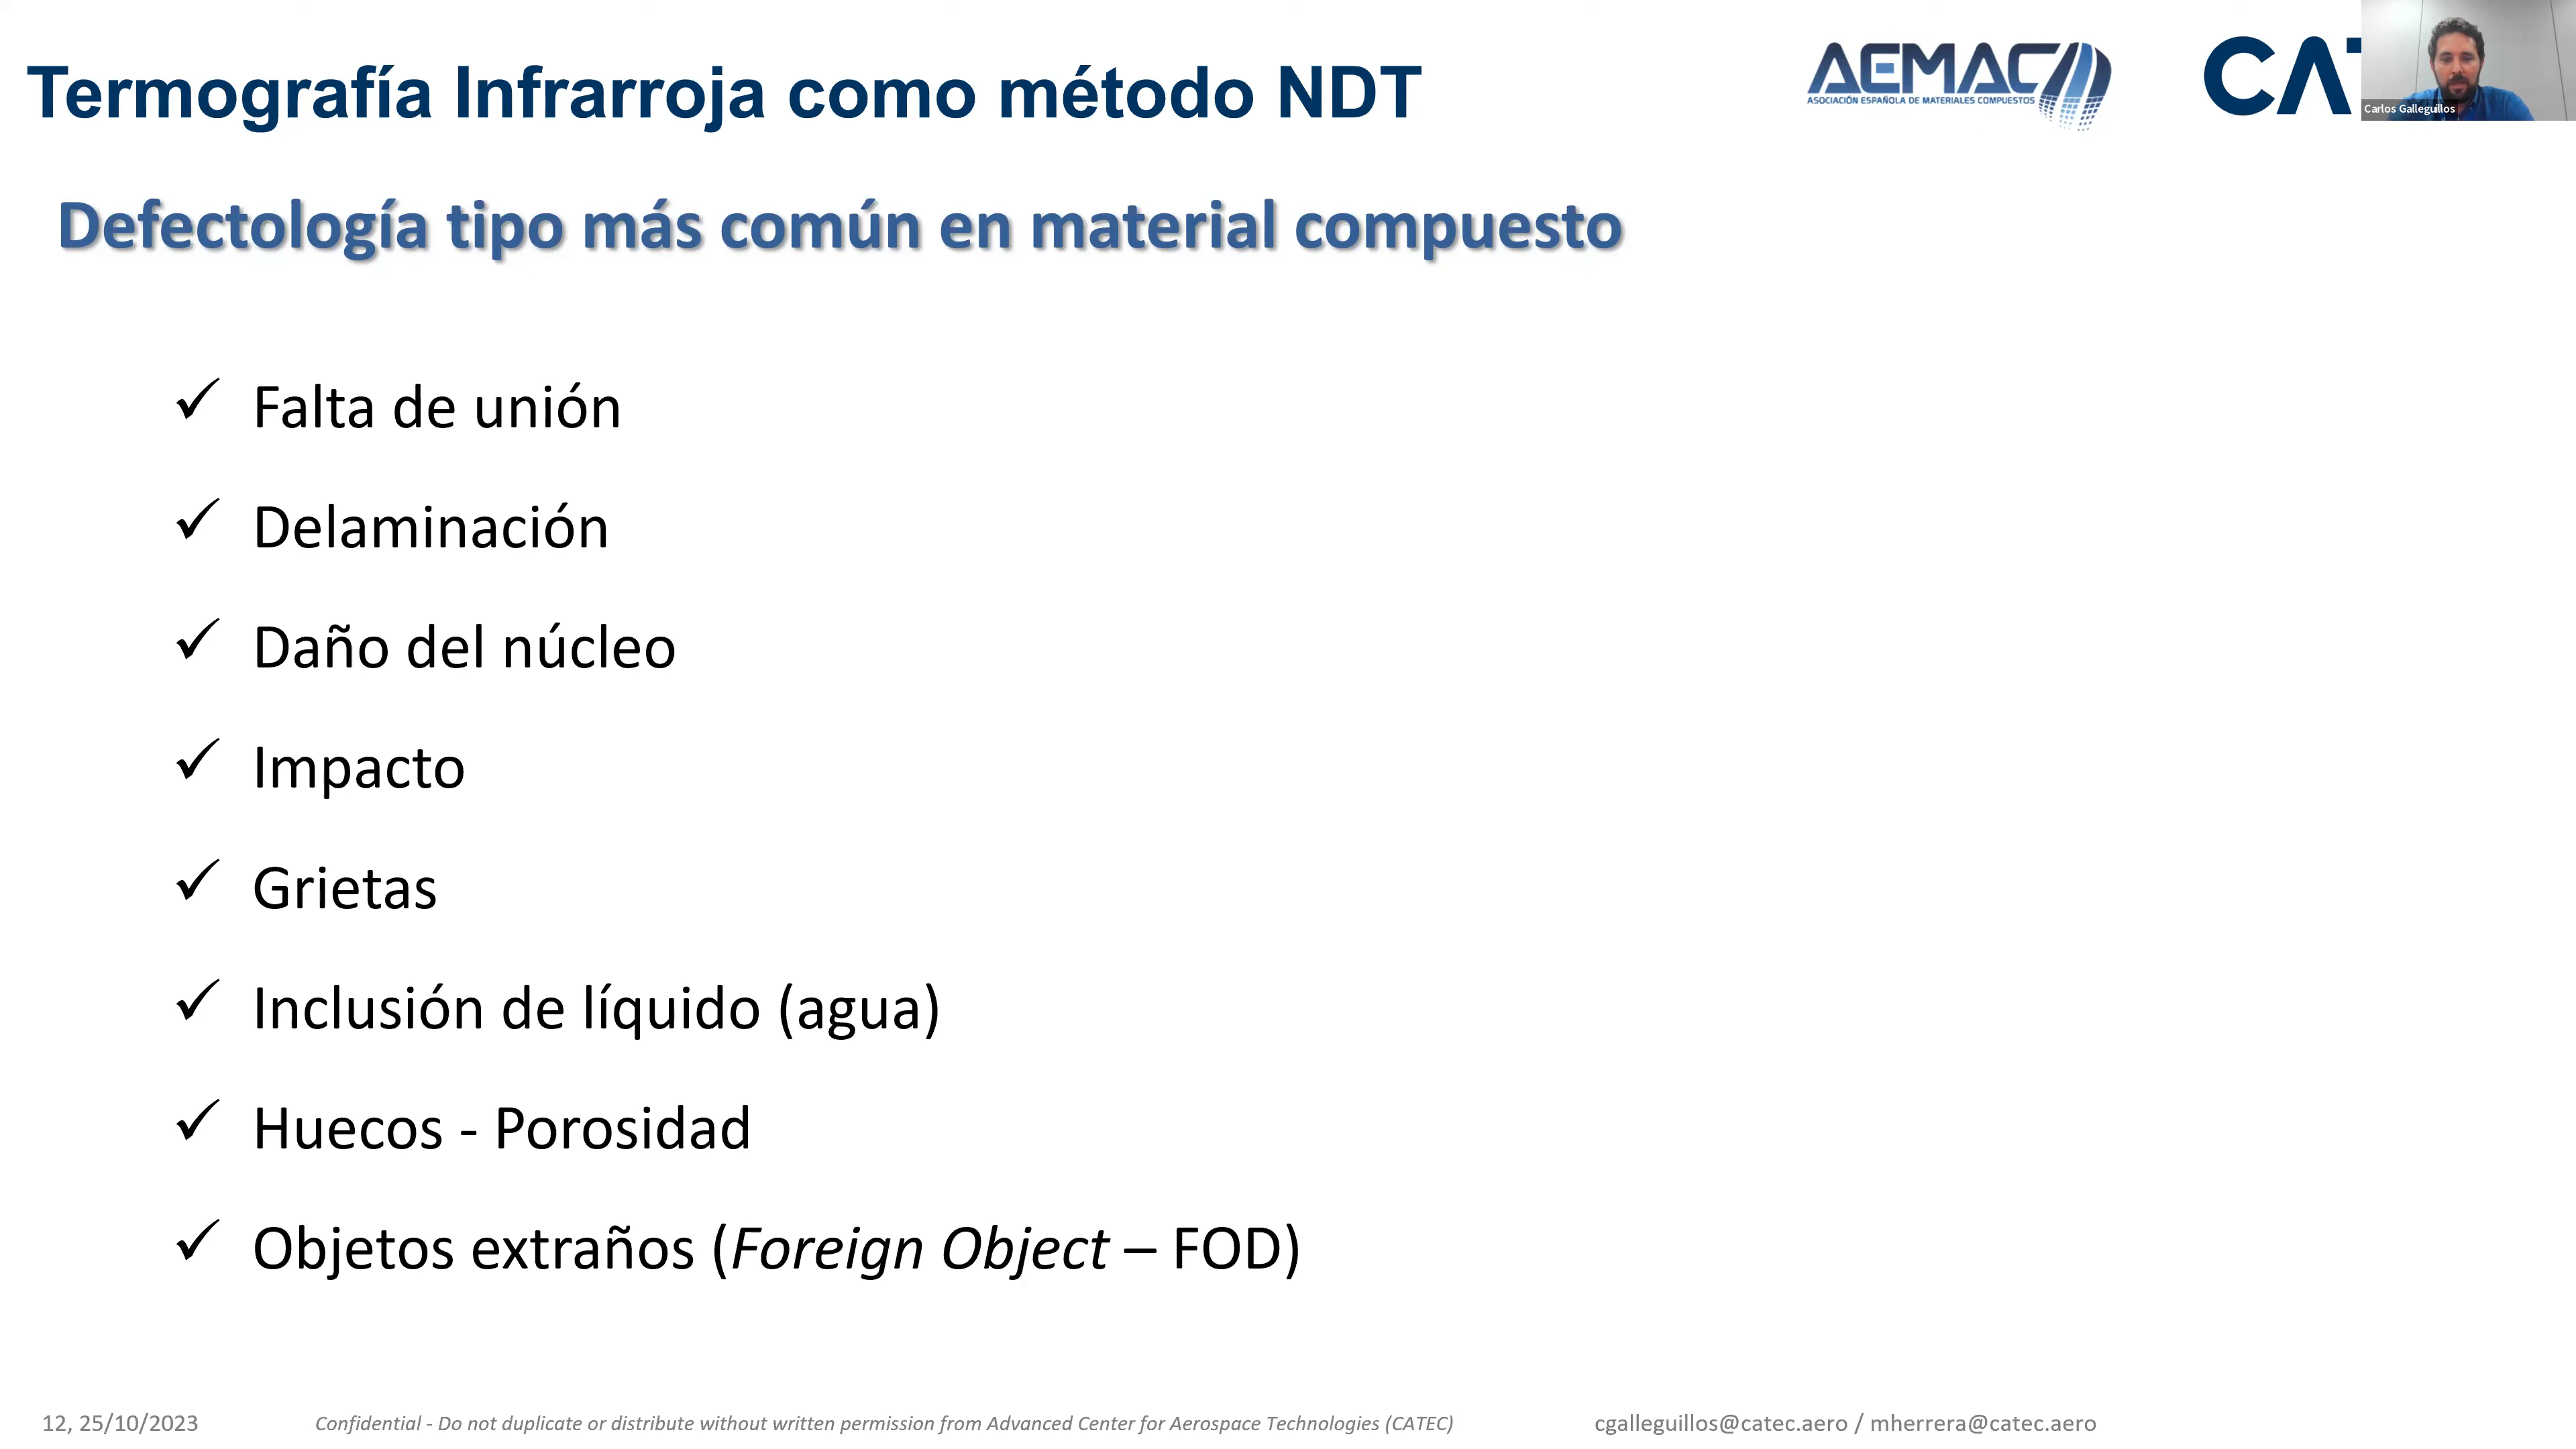 Termografía Infrarroja como método NDT
AEMAC
ASOCIACIÓN ESPAÑOLA DE MATERIALES COMPUESTOS
Carlos Galleguillos
Defectología tipo más común en material compuesto
✓ Falta de unión
✓ Delaminación
✓ Daño del núcleo
✓ Impacto
✓ Grietas
✓ Inclusión de líquido (agua)
✓ Huecos - Porosidad
✓ Objetos extraños (Foreign Object – FOD)
12, 25/10/2023
Confidential - Do not duplicate or distribute without written permission from Advanced Center for Aerospace Technologies (CATEC)
cgalleguillos@catec.aero / mherrera@catec.aero